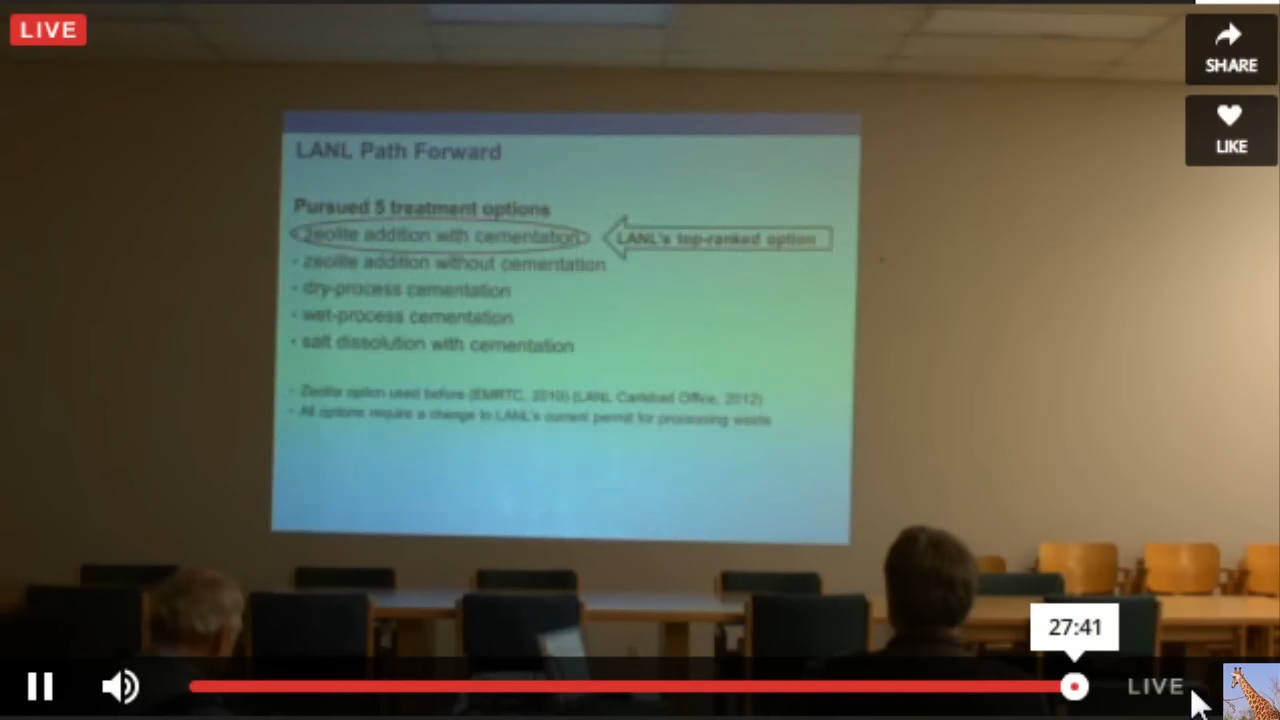 LIVE
SHARE
LIKE
LANL Path Forward
Pursued 5 treatment options
zeolite addition with cementation
LANL's top-ranked option
• zeolite addition without cementation
• dry-process cementation
• wet-process cementation
• salt dissolution with cementation
• Zeolite option used before (EMRTC, 2010) (LANL Carlsbad Office, 2012)
• All options require a change to LANL's current permit for processing waste
27:41
LIVE